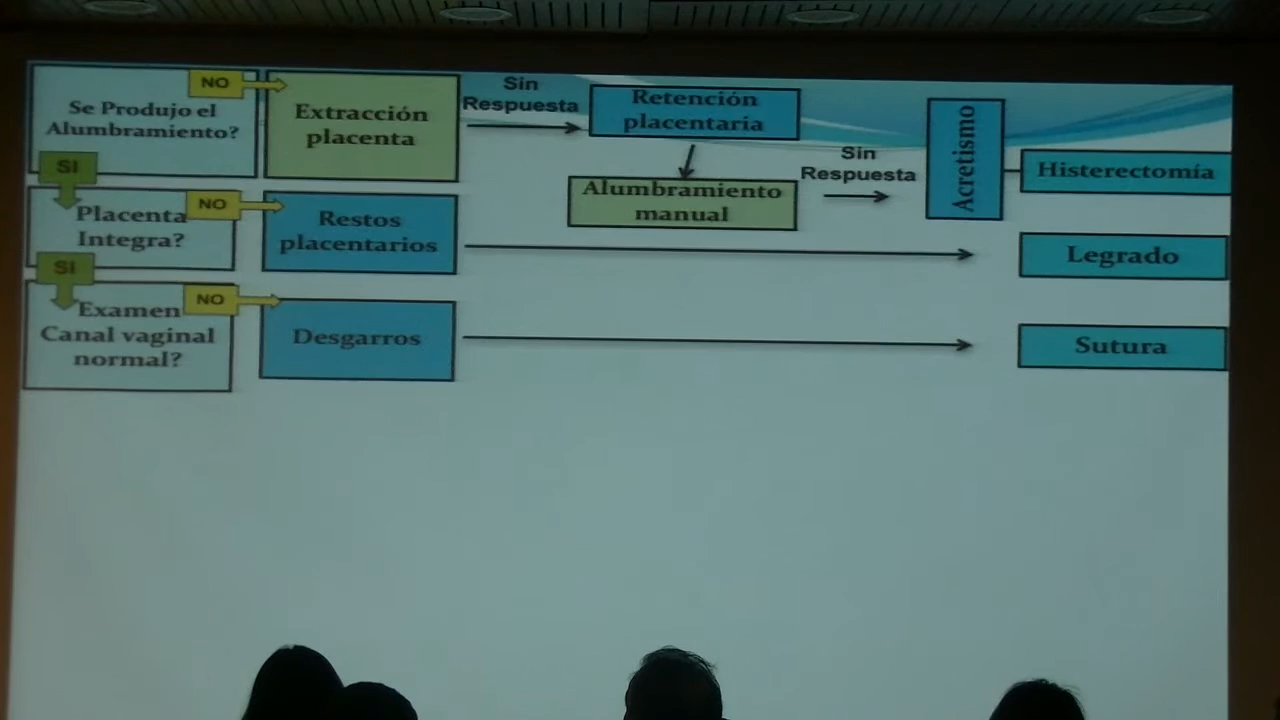 NO
Se Produjo el
Alumbramiento?
Extracción
placenta
Sin
Respuesta
Retención
placentaria
Alumbramiento
manual
Sin
Respuesta
Acretismo
Histerectomía
SI
Placenta
Integra?
NO
Restos
placentarios
Legrado
SI
Examen
Canal vaginal
normal?
NO
Desgarros
Sutura